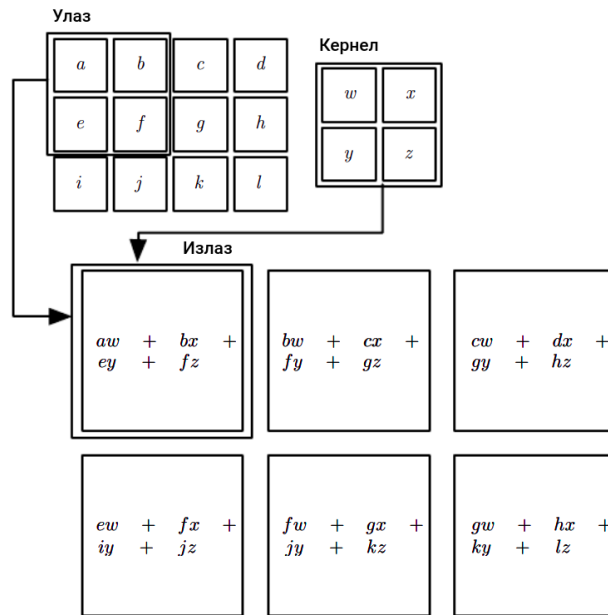 Улаз
Кернел
a b c d
w x
e f g h
y z
i j k l
Излаз
aw + bx +
ey + fz
bw + cx +
fy + gz
cw + dx +
gy + hz
ew + fx +
iy + jz
fw + gx +
jy + kz
gw + hx +
ky + lz